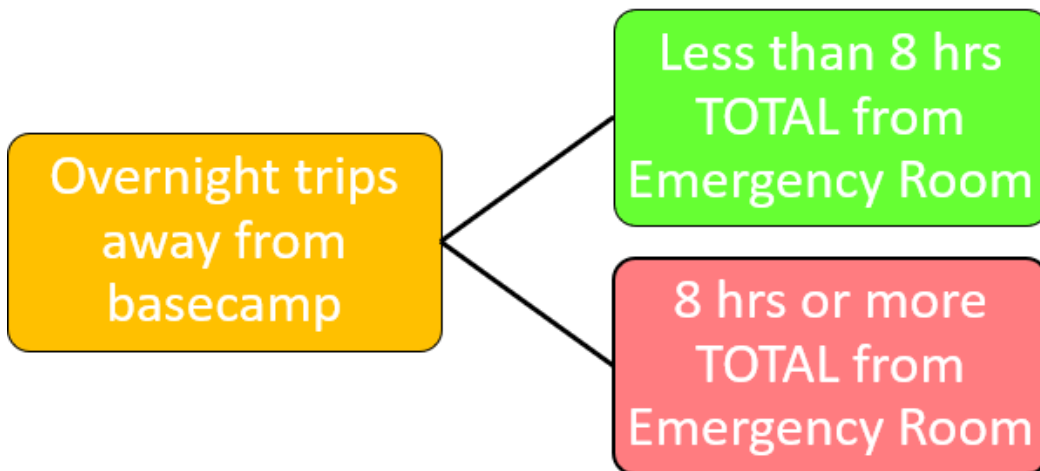 Overnight trips
away from
basecamp
Less than 8 hrs
TOTAL from
Emergency Room
8 hrs or more
TOTAL from
Emergency Room